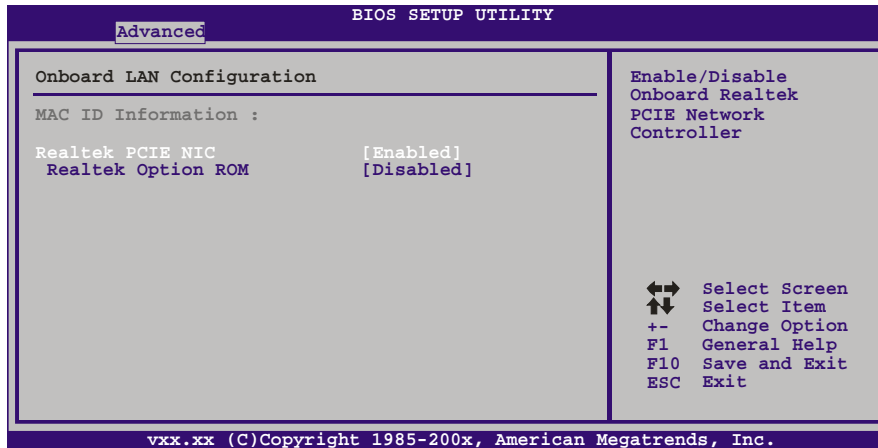 BIOS SETUP UTILITY
Advanced
Onboard LAN Configuration
MAC ID Information :
Realtek PCIE NIC [Enabled]
Realtek Option ROM [Disabled]
Enable/Disable
Onboard Realtek
PCIE Network
Controller
Select Screen
Select Item
+- Change Option
F1 General Help
F10 Save and Exit
ESC Exit
vxx.xx (C)Copyright 1985-200x, American Megatrends, Inc.